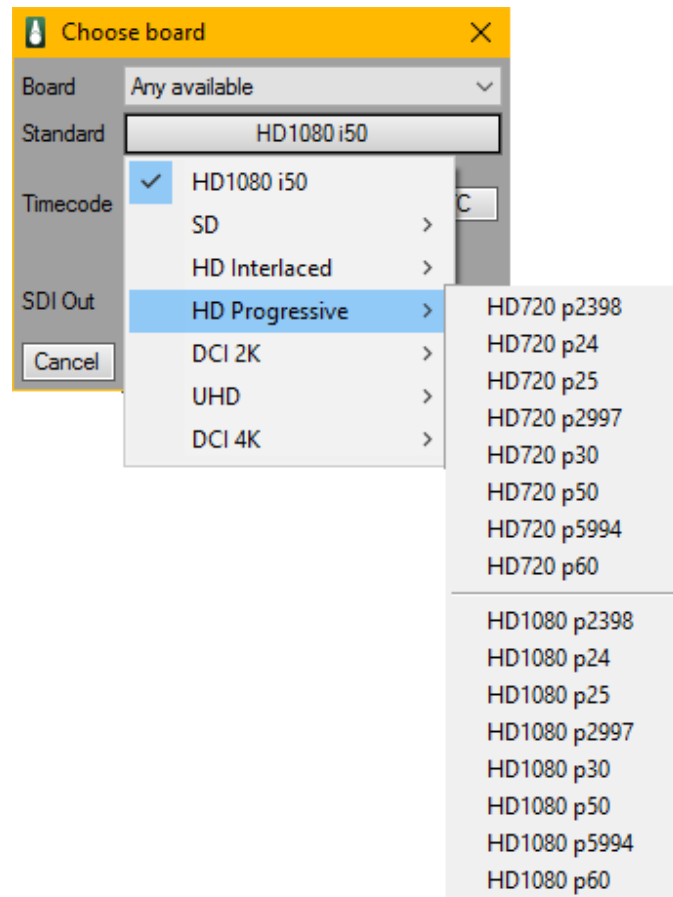 Choose board
Board Any available
Standard HD1080 i50
HD1080 i50
Timecode
SD
HD Interlaced
SDI Out
HD Progressive
Cancel
DCI 2K
UHD
DCI 4K
HD720 p2398
HD720 p24
HD720 p25
HD720 p2997
HD720 p30
HD720 p50
HD720 p5994
HD720 p60
HD1080 p2398
HD1080 p24
HD1080 p25
HD1080 p2997
HD1080 p30
HD1080 p50
HD1080 p5994
HD1080 p60